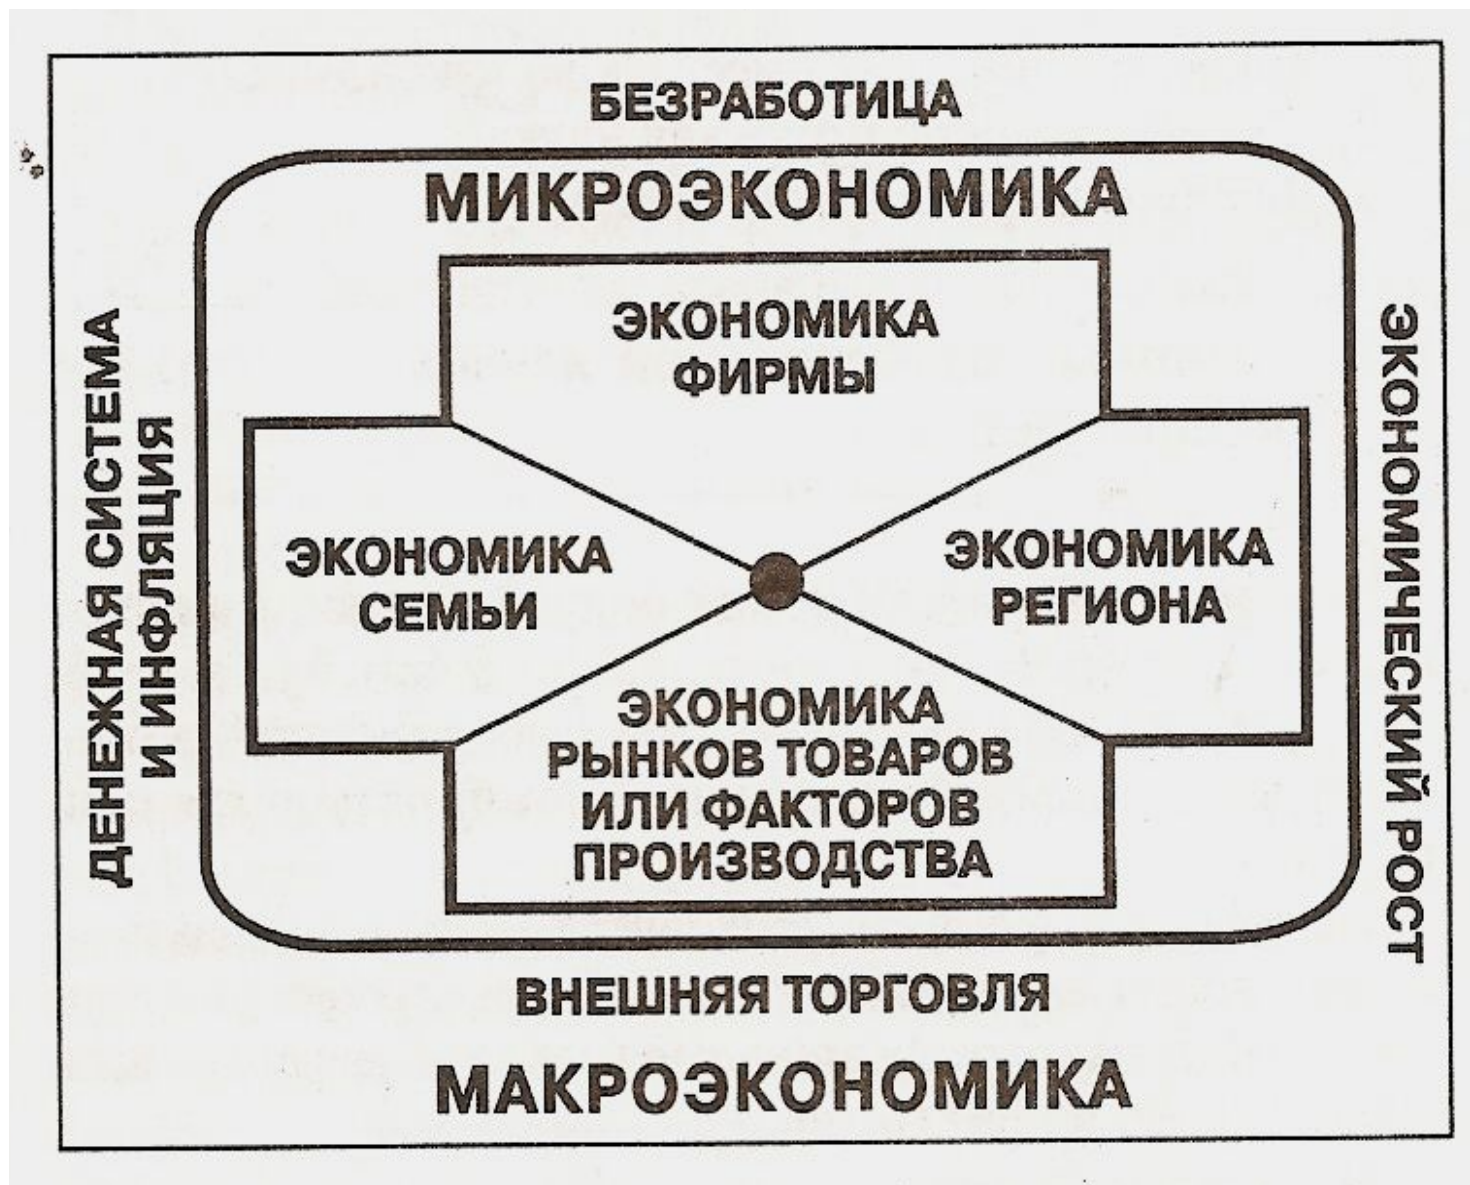 БЕЗРАБОТИЦА
МИКРОЭКОНОМИКА
ЭКОНОМИКА
ФИРМЫ
ДЕНЕЖНАЯ СИСТЕМА
И ИНФЛЯЦИЯ
ЭКОНОМИКА
СЕМЬИ
ЭКОНОМИКА
РЕГИОНА
ЭКОНОМИЧЕСКИЙ РОСТ
ЭКОНОМИКА
РЫНКОВ ТОВАРОВ
ИЛИ ФАКТОРОВ
ПРОИЗВОДСТВА
ВНЕШНЯЯ ТОРГОВЛЯ
МАКРОЭКОНОМИКА